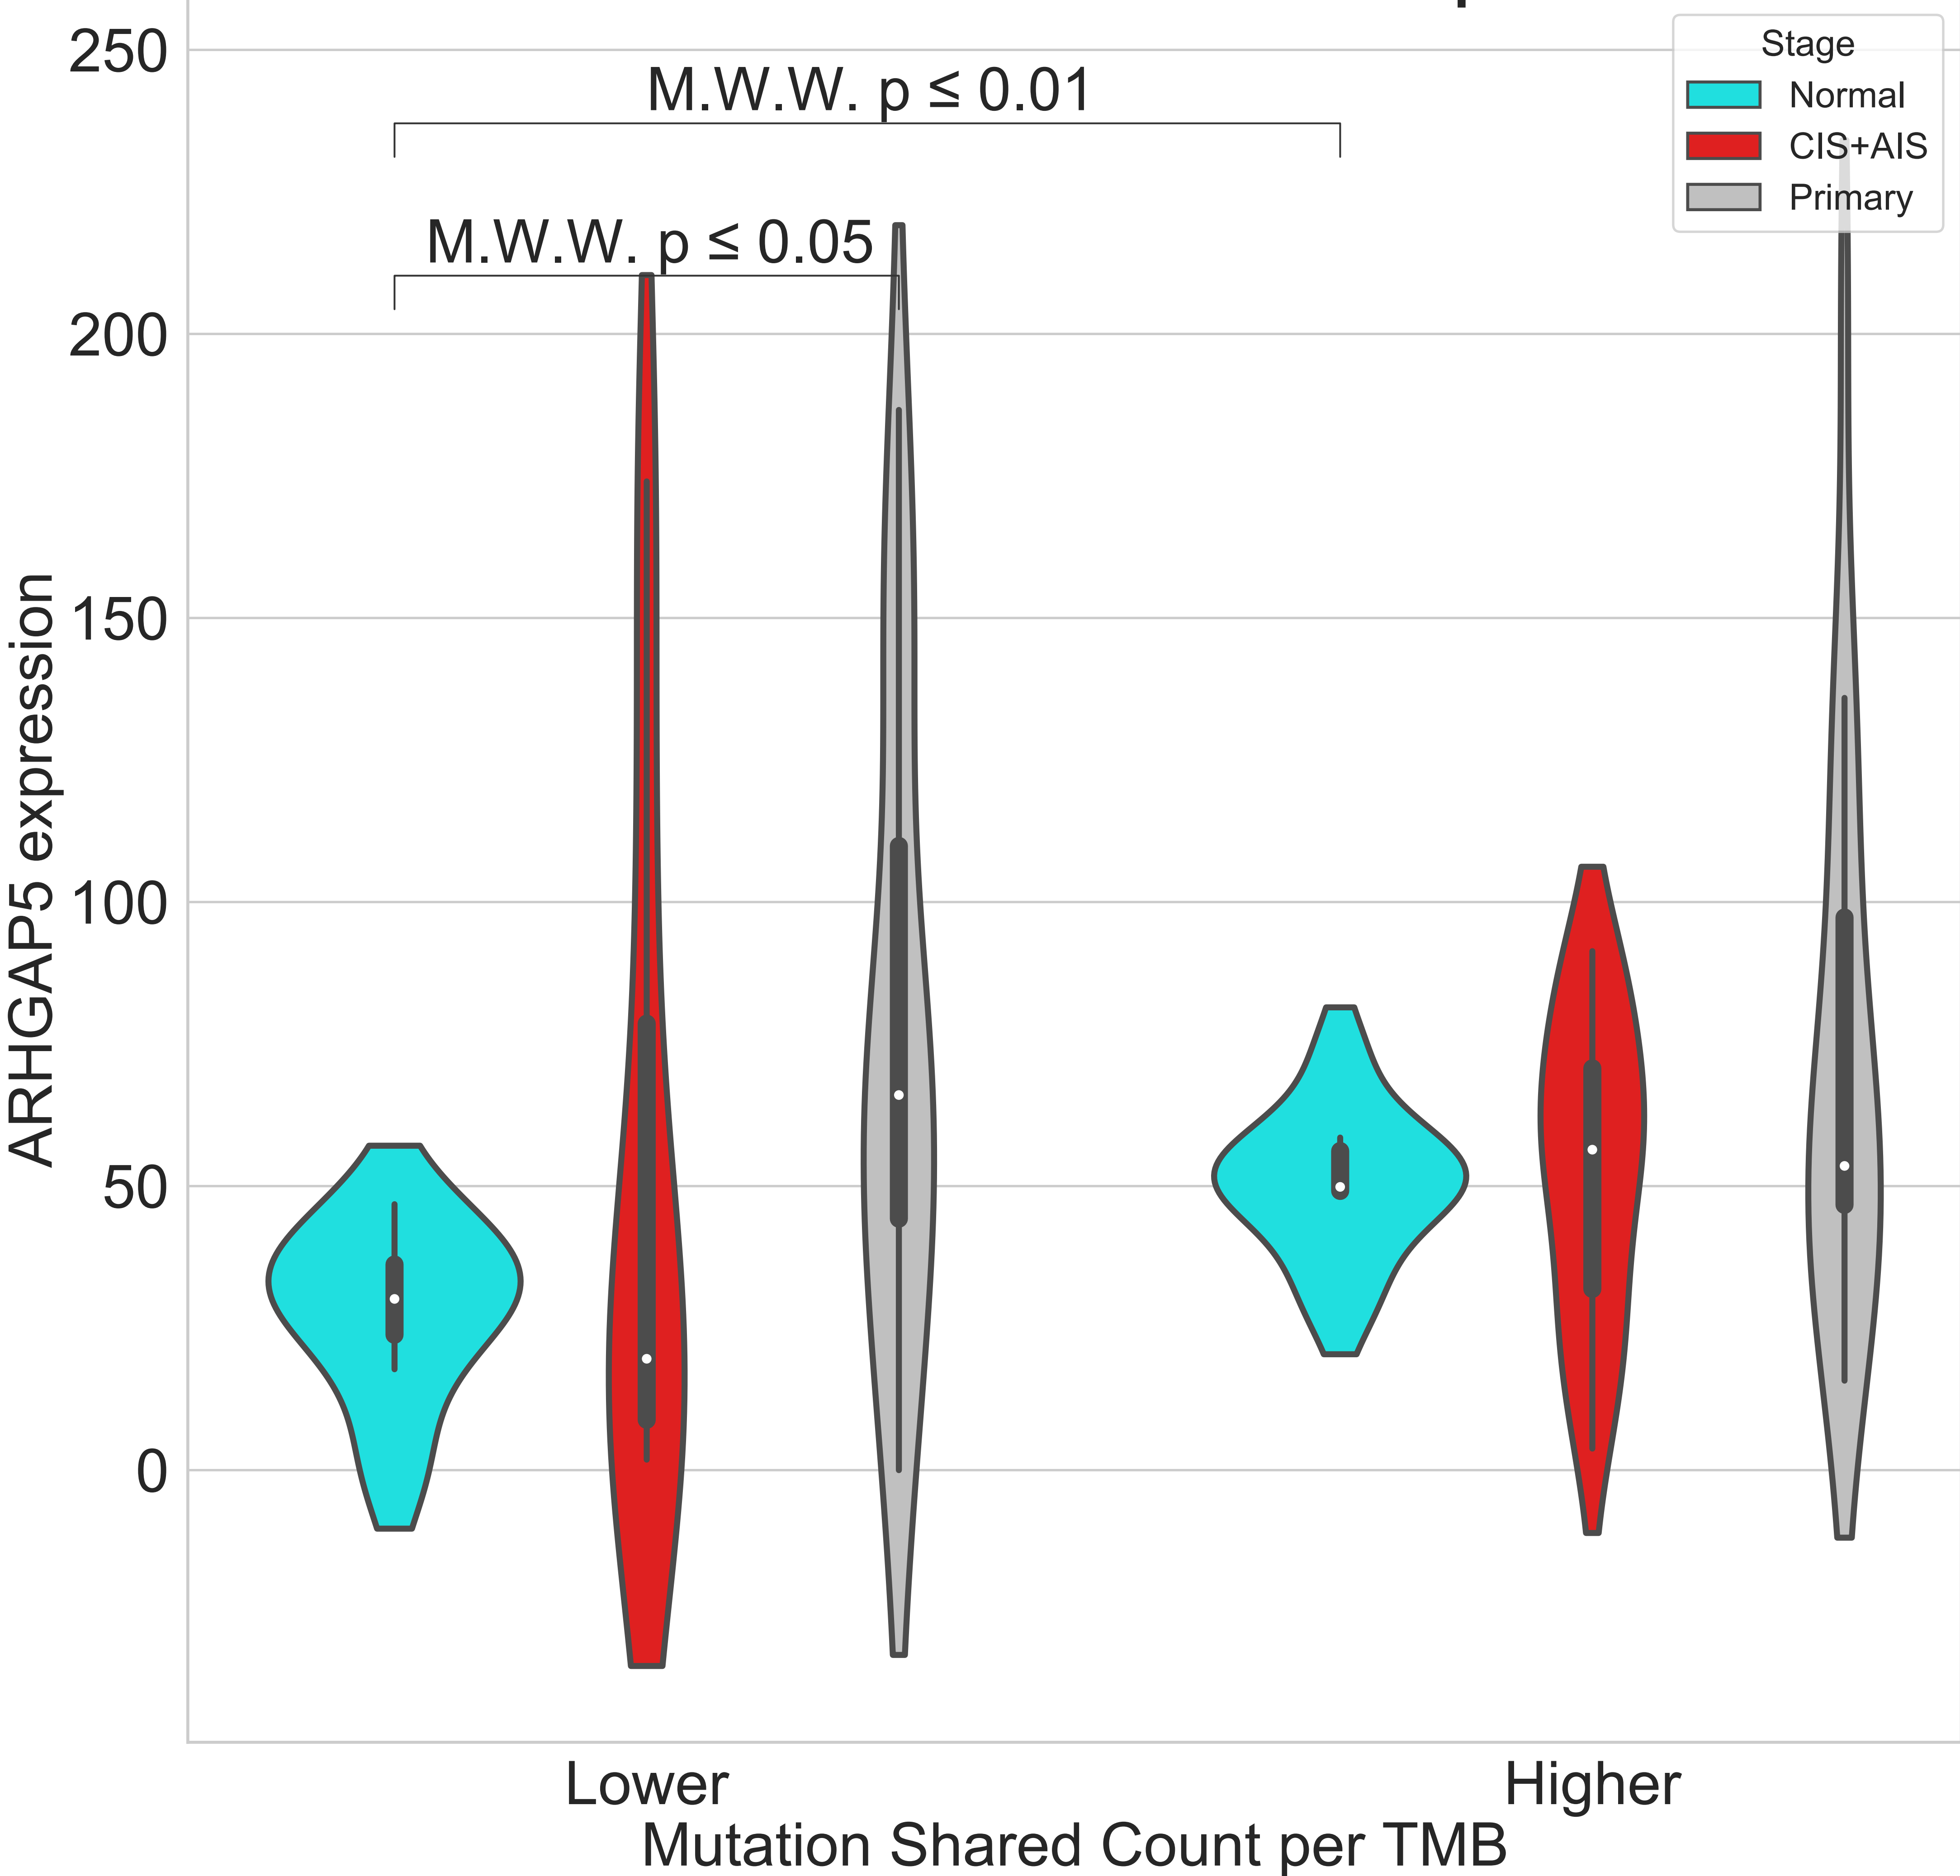 250
200
150
100
50
0
ARHGAP5 expression
M.W.W. p ≤ 0.01
M.W.W. p ≤ 0.05
Stage
Normal
CIS+AIS
Primary
Lower
Higher
Mutation Shared Count per TMB